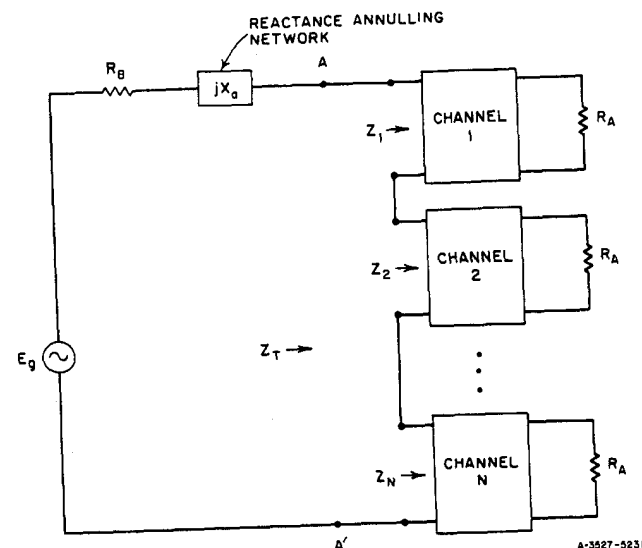 REACTANCE ANNULLING
NETWORK
R_B
jX_a
A
Z_1
CHANNEL
1
R_A
Z_2
CHANNEL
2
R_A
Z_T
E_g
Z_N
CHANNEL
N
R_A
A'
A-3527-523